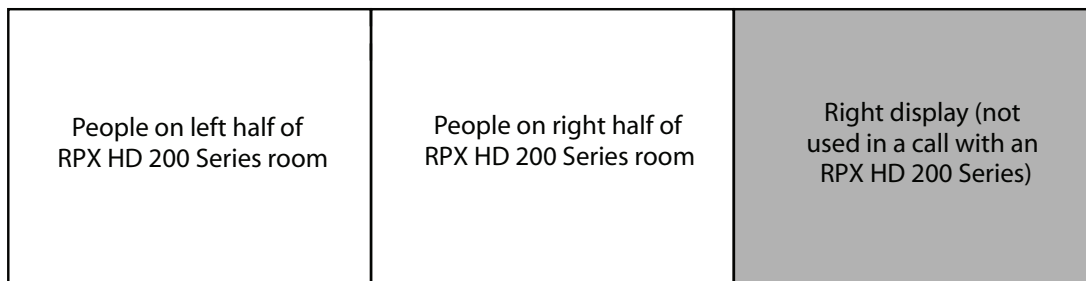 People on left half of
RPX HD 200 Series room
People on right half of
RPX HD 200 Series room
Right display (not
used in a call with an
RPX HD 200 Series)